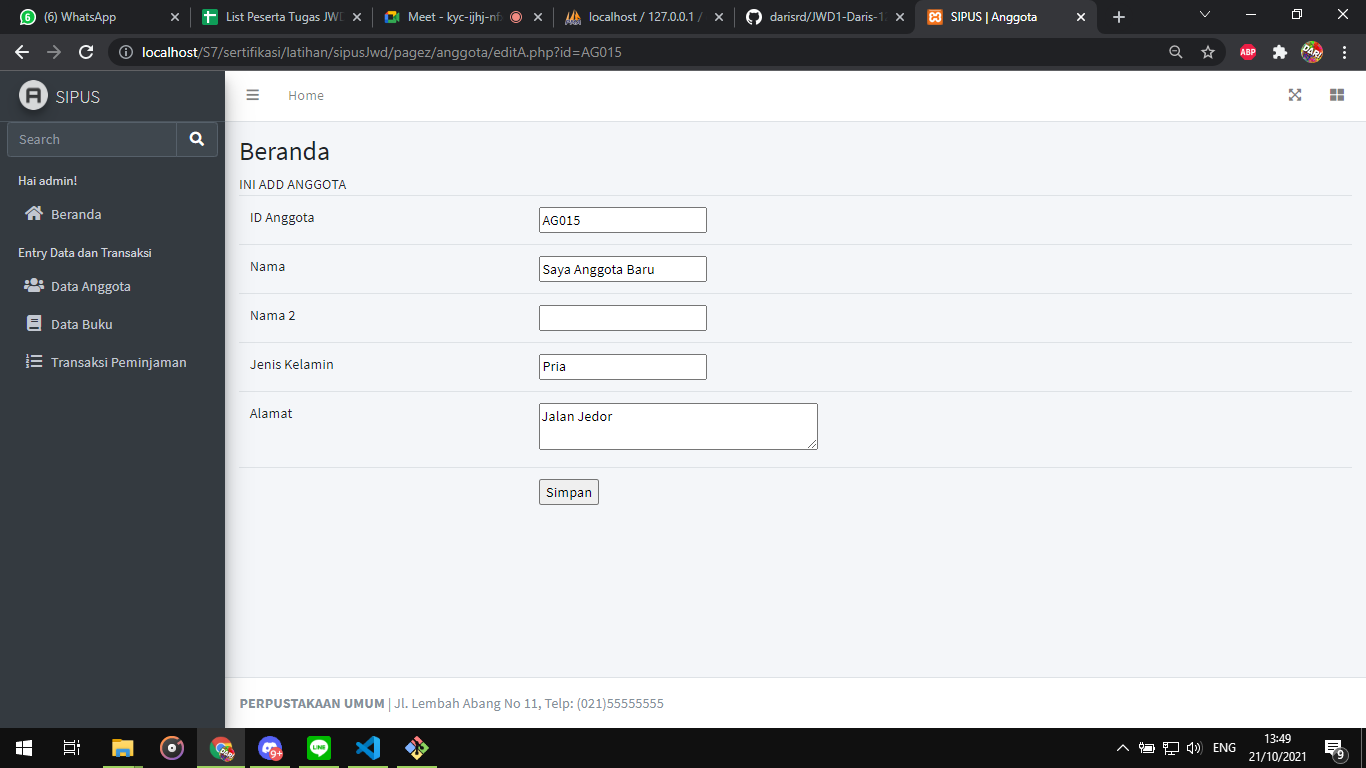 (6) WhatsApp
List Peserta Tugas JWD
Meet - kyc-ijhj-nf
localhost / 127.0.0.1 /
darisrd/JWD1-Daris-12
SIPUS | Anggota
localhost/S7/sertifikasi/latihan/sipusJwd/pagez/anggota/editA.php?id=AG015
ABP
SIPUS
Home
Search
Beranda
Hai admin!
INI ADD ANGGOTA
Beranda
ID Anggota AG015
Entry Data dan Transaksi
Nama Saya Anggota Baru
Data Anggota
Nama 2
Data Buku
Transaksi Peminjaman
Jenis Kelamin Pria
Alamat Jalan Jedor
Simpan
PERPUSTAKAAN UMUM | Jl. Lembah Abang No 11, Telp: (021)55555555
9+
LINE
ENG
13:49
21/10/2021
9